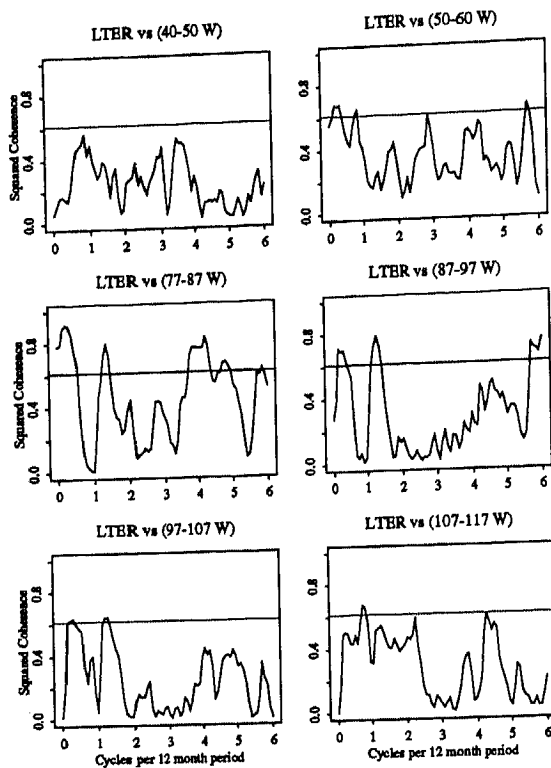 LTER vs (40-50 W)
LTER vs (50-60 W)
Squared Coherence
0.8
0.4
0.0
0 1 2 3 4 5 6
0.8
0.4
0.0
0 1 2 3 4 5 6
LTER vs (77-87 W)
LTER vs (87-97 W)
Squared Coherence
0.8
0.4
0.0
0 1 2 3 4 5 6
0.8
0.4
0.0
0 1 2 3 4 5 6
LTER vs (97-107 W)
LTER vs (107-117 W)
Squared Coherence
0.8
0.4
0.0
0 1 2 3 4 5 6
Cycles per 12 month period
0.8
0.4
0.0
0 1 2 3 4 5 6
Cycles per 12 month period